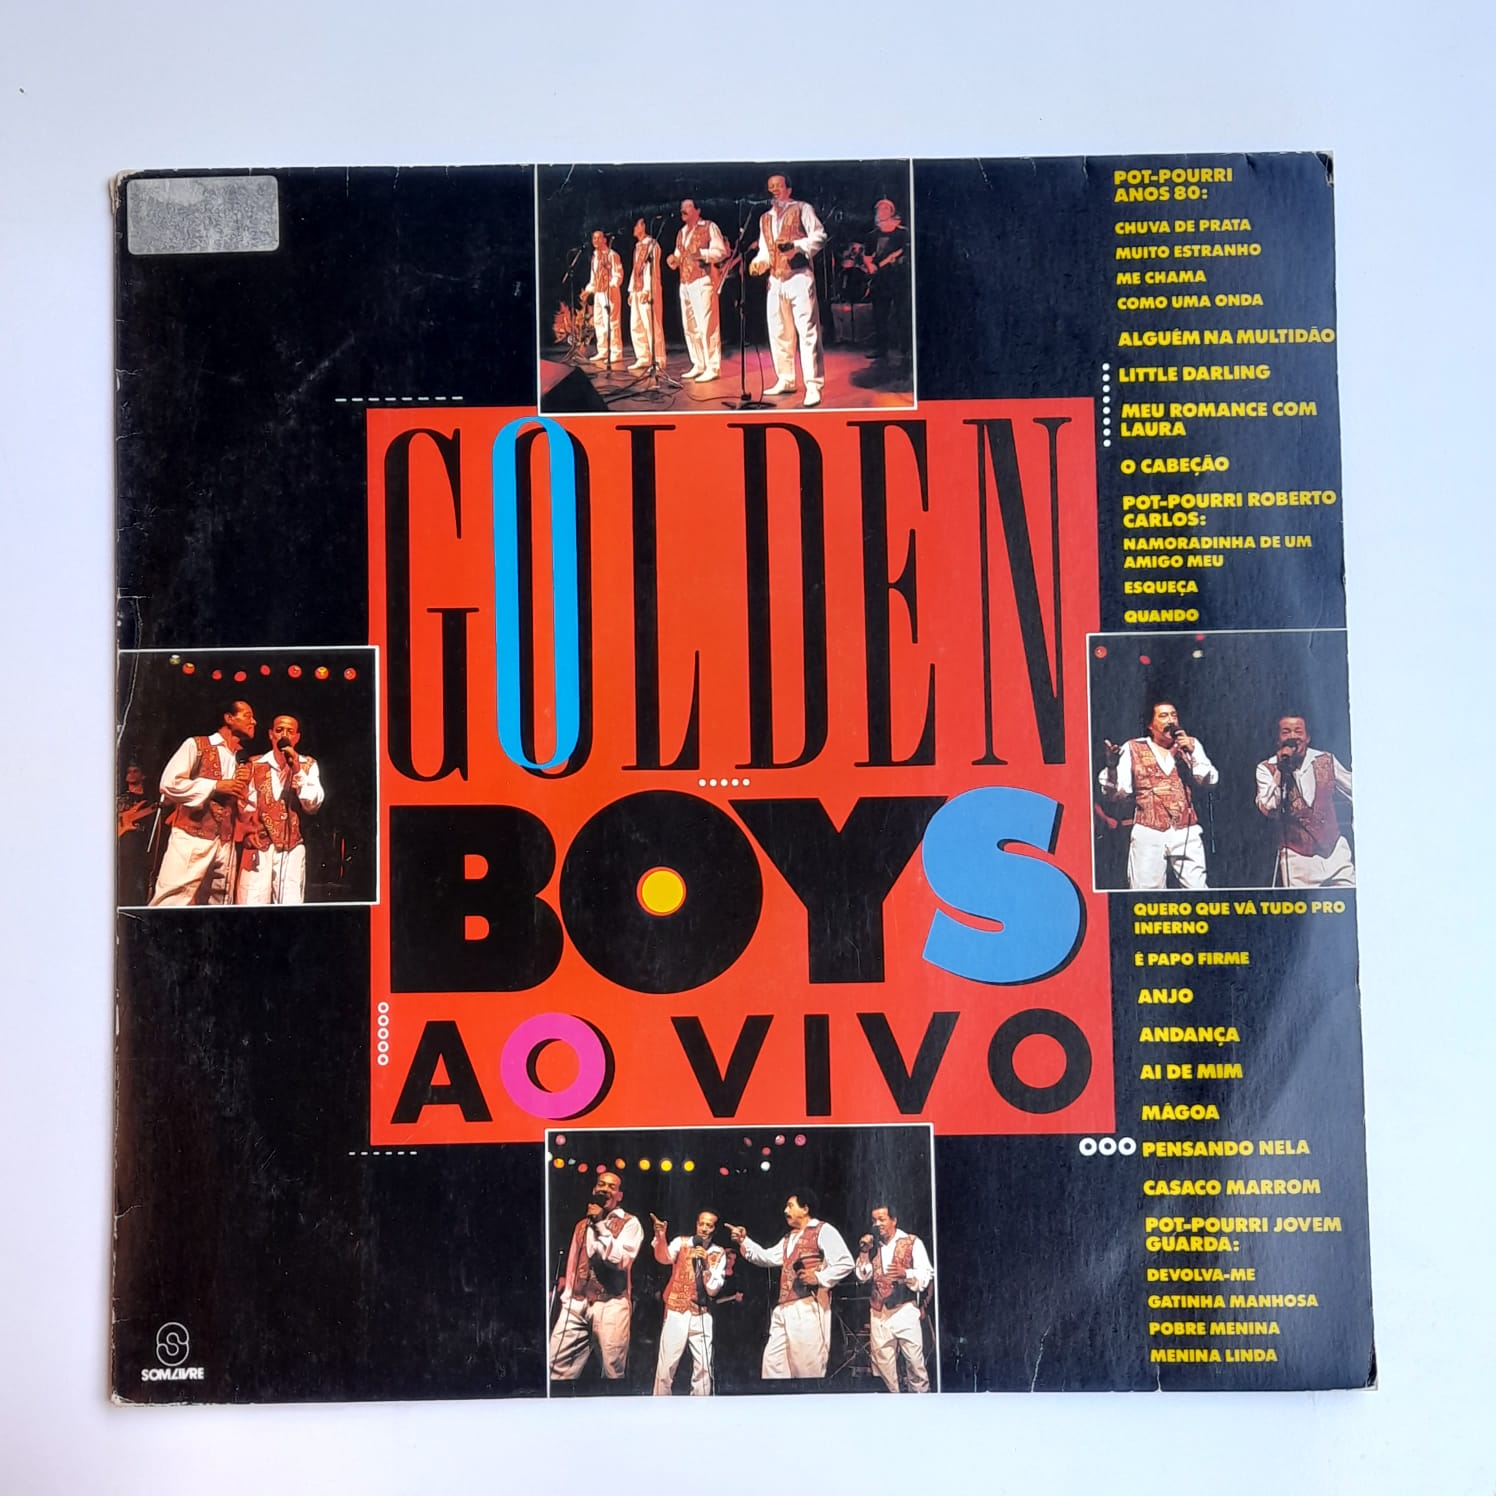 GOLDEN
BOYS
AO VIVO
POT-POURRI
ANOS 80:
CHUVA DE PRATA
MUITO ESTRANHO
ME CHAMA
COMO UMA ONDA
ALGUÉM NA MULTIDÃO
LITTLE DARLING
MEU ROMANCE COM
LAURA
O CABEÇÃO
POT-POURRI ROBERTO
CARLOS:
NAMORADINHA DE UM
AMIGO MEU
ESQUEÇA
QUANDO
QUERO QUE VÁ TUDO PRO
INFERNO
É PAPO FIRME
ANJO
ANDANÇA
AI DE MIM
MÁGOA
PENSANDO NELA
CASACO MARROM
POT-POURRI JOVEM
GUARDA:
DEVOLVA-ME
GATINHA MANHOSA
POBRE MENINA
MENINA LINDA
SOM LIVRE